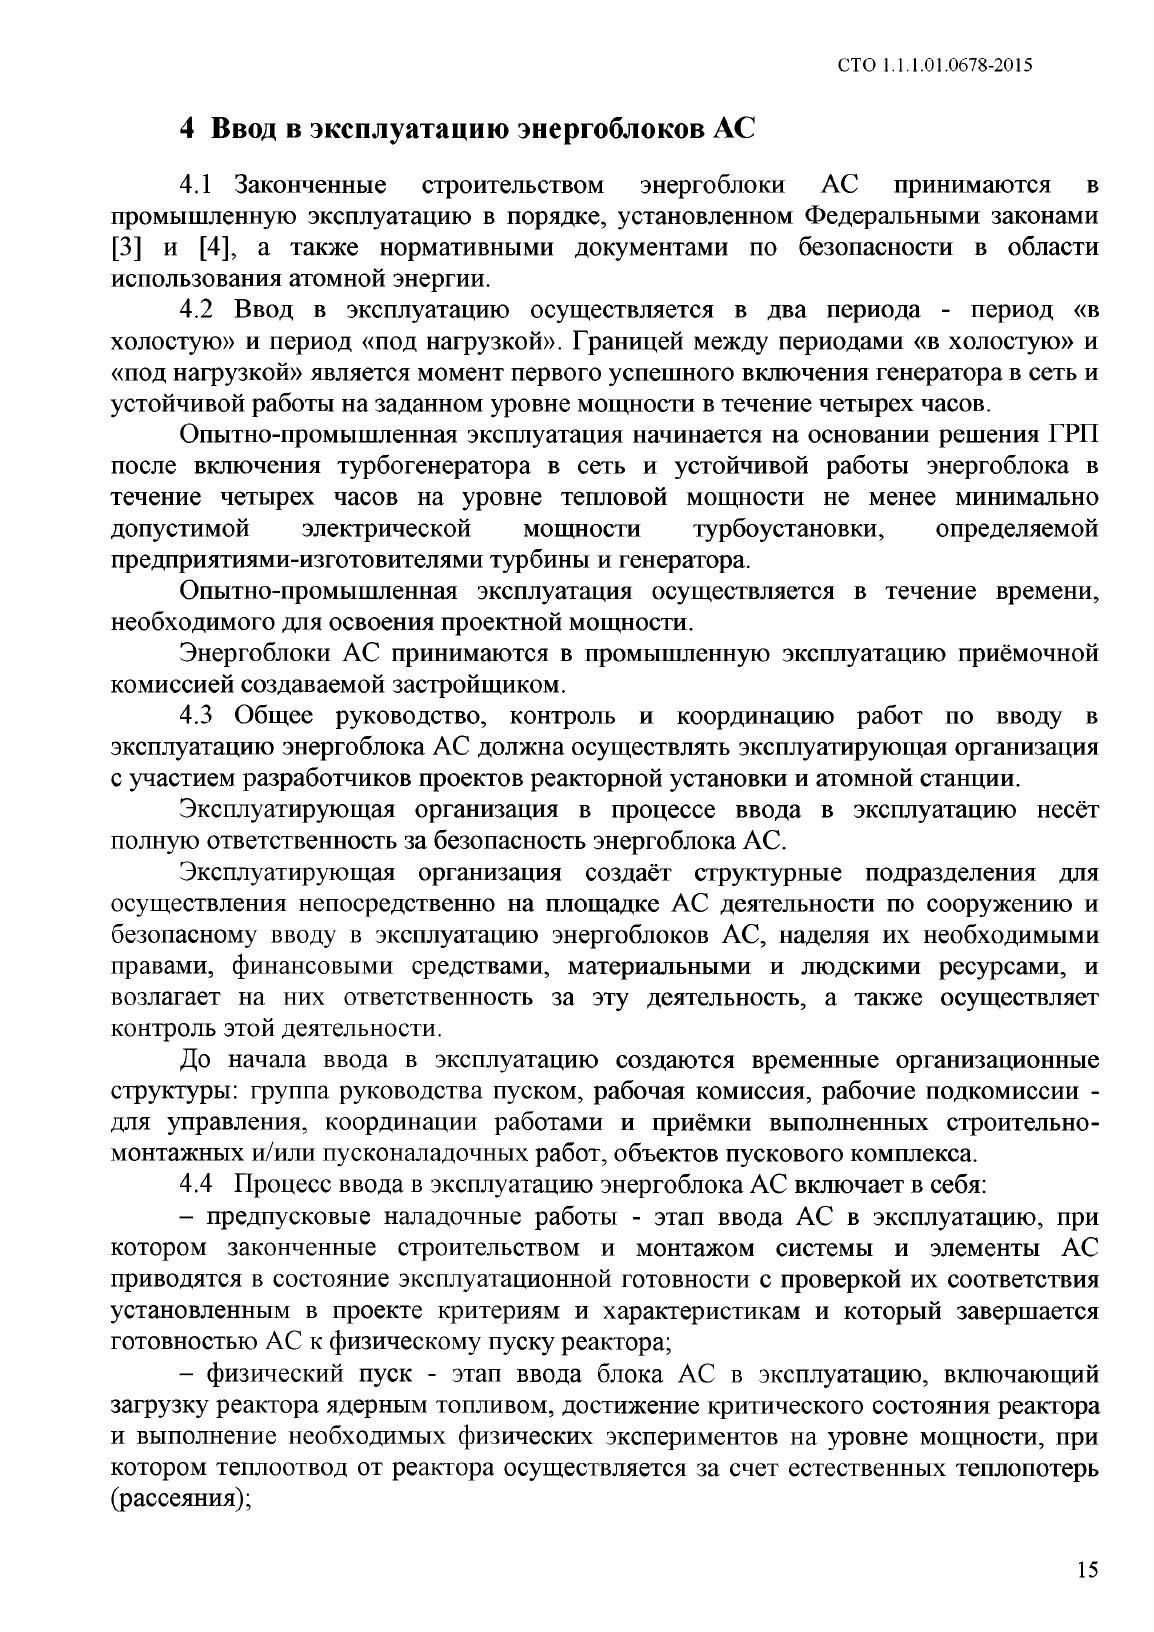 СТО 1.1.1.01.0678-2015
4 Ввод в эксплуатацию энергоблоков АС
4.1 Законченные строительством энергоблоки АС принимаются в
промышленную эксплуатацию в порядке, установленном Федеральными законами
[3] и [4], а также нормативными документами по безопасности в области
использования атомной энергии.
4.2 Ввод в эксплуатацию осуществляется в два периода - период «в
холостую» и период «под нагрузкой». Границей между периодами «в холостую» и
«под нагрузкой» является момент первого успешного включения генератора в сеть и
устойчивой работы на заданном уровне мощности в течение четырех часов.
Опытно-промышленная эксплуатация начинается на основании решения ГРП
после включения турбогенератора в сеть и устойчивой работы энергоблока в
течение четырех часов на уровне тепловой мощности не менее минимально
допустимой электрической мощности турбоустановки, определяемой
предприятиями-изготовителями турбины и генератора.
Опытно-промышленная эксплуатация осуществляется в течение времени,
необходимого для освоения проектной мощности.
Энергоблоки АС принимаются в промышленную эксплуатацию приёмочной
комиссией создаваемой застройщиком.
4.3 Общее руководство, контроль и координацию работ по вводу в
эксплуатацию энергоблока АС должна осуществлять эксплуатирующая организация
с участием разработчиков проектов реакторной установки и атомной станции.
Эксплуатирующая организация в процессе ввода в эксплуатацию несёт
полную ответственность за безопасность энергоблока АС.
Эксплуатирующая организация создаёт структурные подразделения для
осуществления непосредственно на площадке АС деятельности по сооружению и
безопасному вводу в эксплуатацию энергоблоков АС, наделяя их необходимыми
правами, финансовыми средствами, материальными и людскими ресурсами, и
возлагает на них ответственность за эту деятельность, а также осуществляет
контроль этой деятельности.
До начала ввода в эксплуатацию создаются временные организационные
структуры: группа руководства пуском, рабочая комиссия, рабочие подкомиссии -
для управления, координации работами и приёмки выполненных строительно-
монтажных и/или пусконаладочных работ, объектов пускового комплекса.
4.4 Процесс ввода в эксплуатацию энергоблока АС включает в себя:
– предпусковые наладочные работы - этап ввода АС в эксплуатацию, при
котором законченные строительством и монтажом системы и элементы АС
приводятся в состояние эксплуатационной готовности с проверкой их соответствия
установленным в проекте критериям и характеристикам и который завершается
готовностью АС к физическому пуску реактора;
– физический пуск - этап ввода блока АС в эксплуатацию, включающий
загрузку реактора ядерным топливом, достижение критического состояния реактора
и выполнение необходимых физических экспериментов на уровне мощности, при
котором теплоотвод от реактора осуществляется за счет естественных теплопотерь
(рассеяния);
15